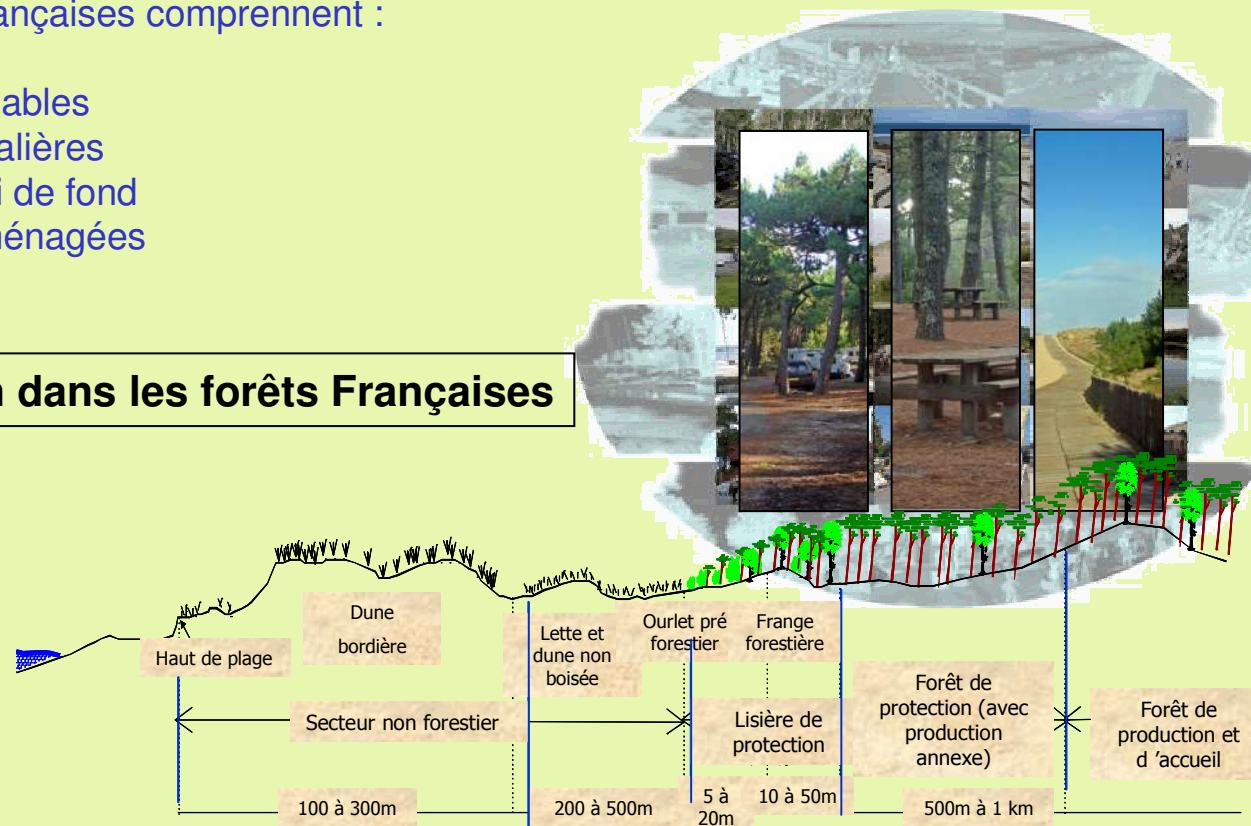 ançaises comprennent :
ables
alières
i de fond
énagées
dans les forêts Françaises
Dune
bordière
Haut de plage
Lette et
dune non
boisée
Ourlet pré
forestier
Frange
forestière
Secteur non forestier
Lisière de
protection
Forêt de
protection (avec
production
annexe)
Forêt de
production et
d ’accueil
100 à 300m
200 à 500m
5 à
20m
10 à 50m
500m à 1 km